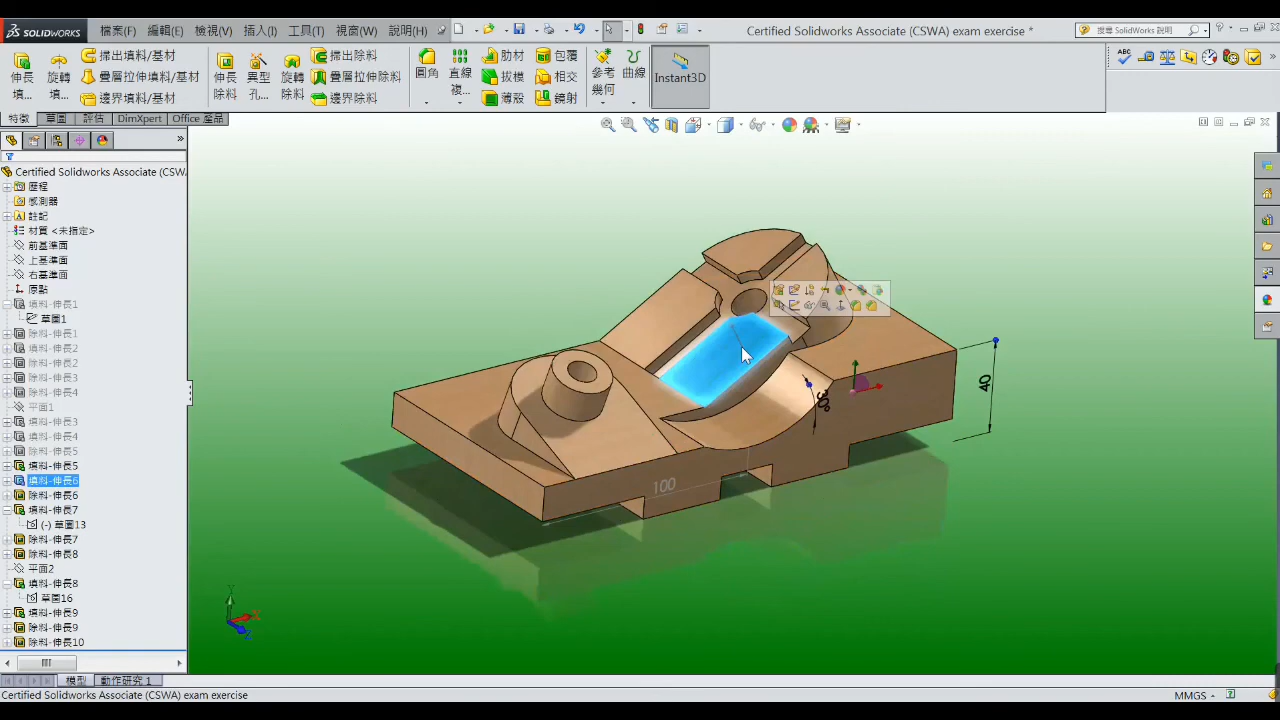 SOLIDWORKS 檔案(F) 編輯(E) 檢視(V) 插入(I) 工具(T) 視窗(W) 說明(H) Certified SolidWorks Associate (CSWA) exam exercise * 搜尋 SolidWorks 說明
伸長填... 旋轉填... 掃出填料/基材 疊層拉伸填料/基材 邊界填料/基材 伸長除料 異型孔... 旋轉除料 掃出除料 疊層拉伸除料 邊界除料 圓角 直線複... 肋材 拔模 薄殼 包覆 相交 鏡射 參考幾何 曲線 Instant3D
特徵 草圖 評估 DimXpert Office 產品
Certified Solidworks Associate (CSWA
歷程
感測器
註記
材質 <未指定>
前基準面
上基準面
右基準面
原點
填料-伸長1
草圖1
除料-伸長1
填料-伸長2
除料-伸長2
除料-伸長3
除料-伸長4
平面1
填料-伸長3
填料-伸長4
除料-伸長5
填料-伸長5
填料-伸長6
除料-伸長6
填料-伸長7
(-) 草圖13
除料-伸長7
除料-伸長8
平面2
填料-伸長8
草圖16
填料-伸長9
除料-伸長9
除料-伸長10
40
30
100
Y
X
Z
模型 動作研究 1
Certified SolidWorks Associate (CSWA) exam exercise MMGS